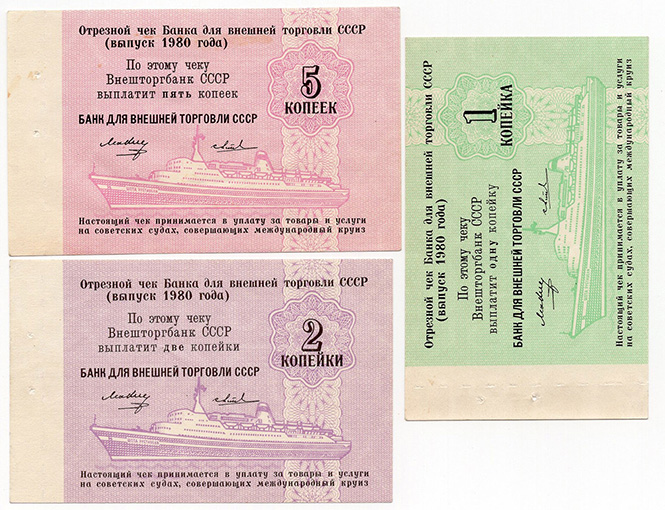 Отрезной чек Банка для внешней торговли СССР
(выпуск 1980 года)
По этому чеку
Внешторгбанк СССР
выплатит пять копеек
5
КОПЕЕК
БАНК ДЛЯ ВНЕШНЕЙ ТОРГОВЛИ СССР
Настоящий чек принимается в уплату за товары и услуги
на советских судах, совершающих международный круиз
Отрезной чек Банка для внешней торговли СССР
(выпуск 1980 года)
По этому чеку
Внешторгбанк СССР
выплатит две копейки
2
КОПЕЙКИ
БАНК ДЛЯ ВНЕШНЕЙ ТОРГОВЛИ СССР
Настоящий чек принимается в уплату за товары и услуги
на советских судах, совершающих международный круиз
Отрезной чек Банка для внешней торговли СССР
(выпуск 1980 года)
По этому чеку
Внешторгбанк СССР
выплатит одну копейку
1
КОПЕЙКА
БАНК ДЛЯ ВНЕШНЕЙ ТОРГОВЛИ СССР
Настоящий чек принимается в уплату за товары и услуги
на советских судах, совершающих международный круиз